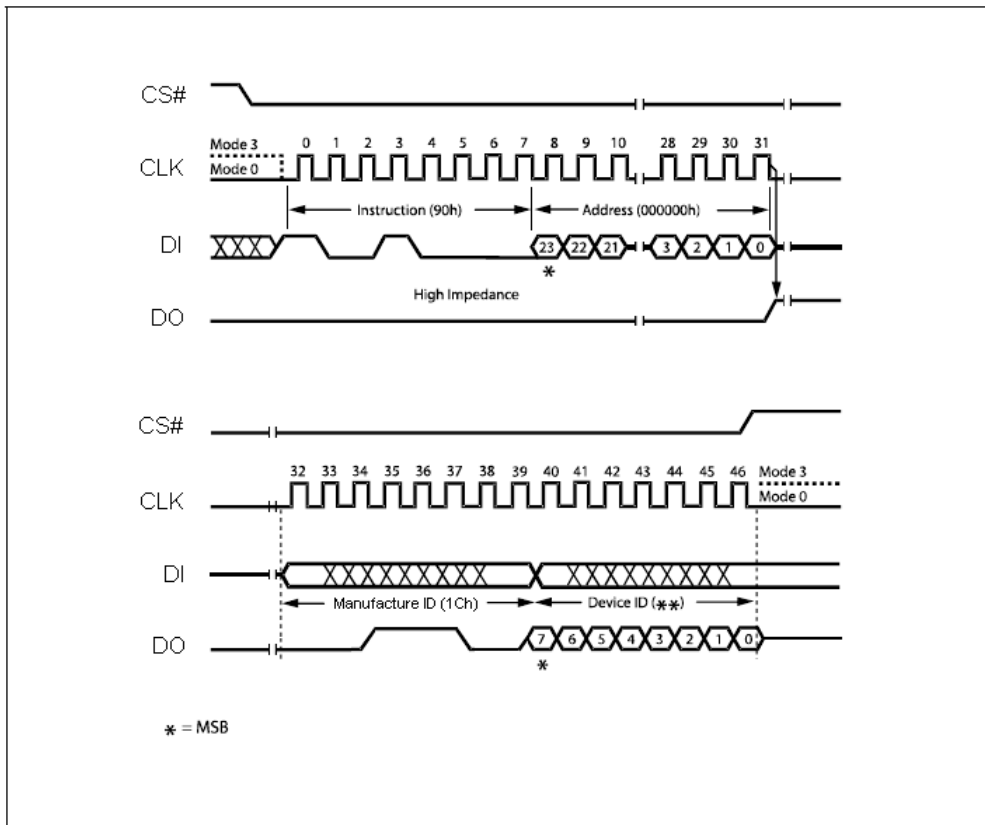 CS#
Mode 3
0 1 2 3 4 5 6 7 8 9 10 28 29 30 31
CLK
Mode 0
Instruction (90h)
Address (000000h)
DI
23 22 21 3 2 1 0
*
High Impedance
DO
CS#
32 33 34 35 36 37 38 39 40 41 42 43 44 45 46
Mode 3
CLK
Mode 0
DI
Manufacture ID (1Ch)
Device ID (**)
DO
7 6 5 4 3 2 1 0
*
* = MSB